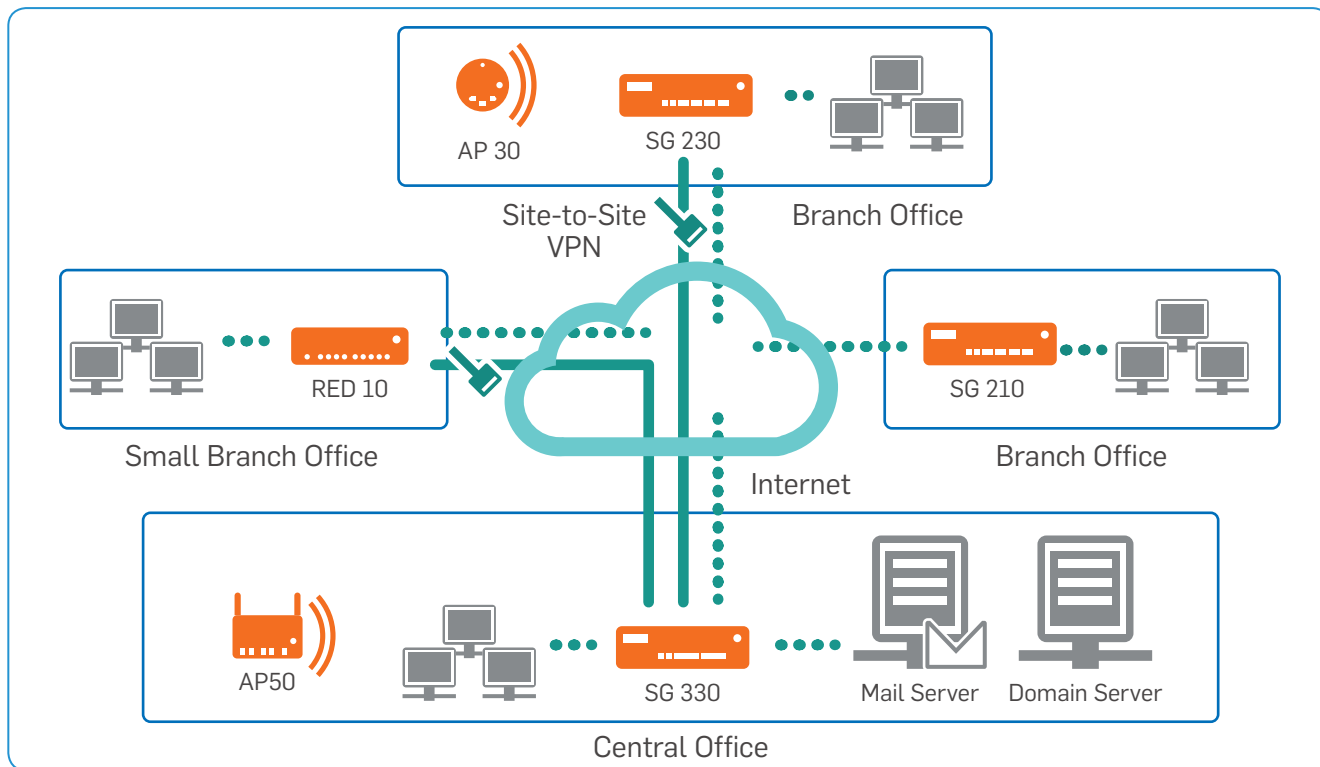 AP 30
SG 230
Site-to-Site
VPN
Branch Office
RED 10
SG 210
Small Branch Office
Branch Office
Internet
AP50
SG 330
Mail Server
Domain Server
Central Office